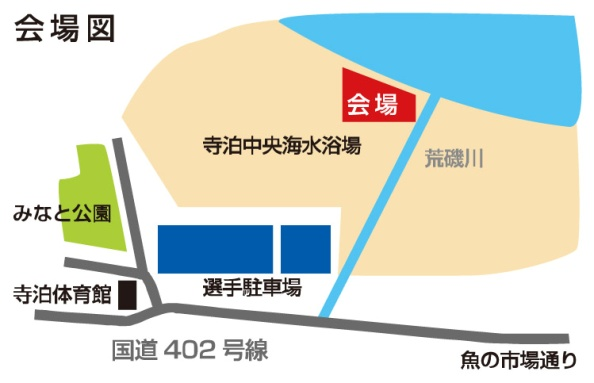 会場図
会場
寺泊中央海水浴場
荒磯川
みなと公園
選手駐車場
寺泊体育館
国道 402 号線
魚の市場通り